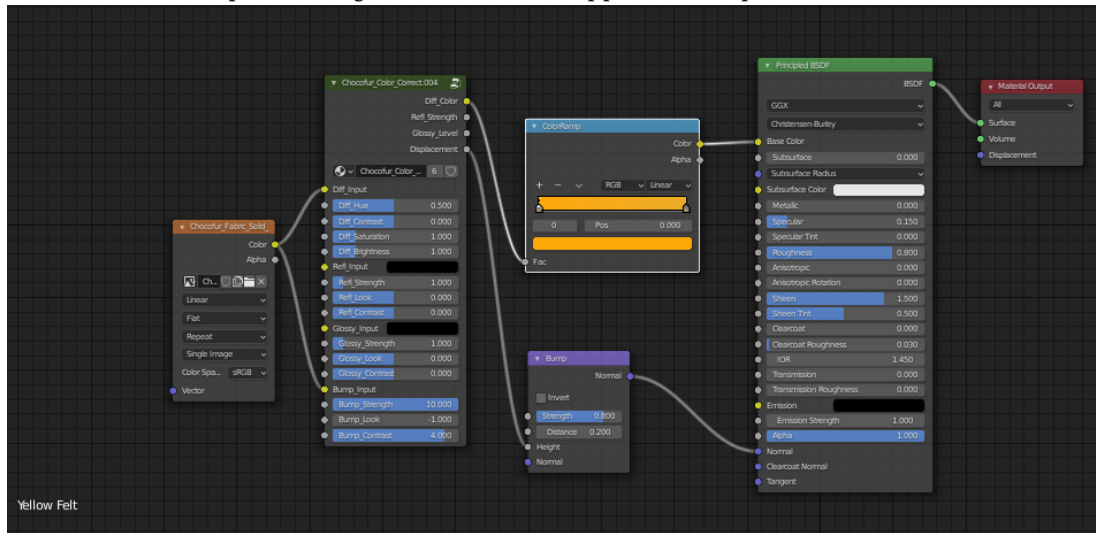 Chocofur_Fabric_Solid_
Color
Alpha
Ch...
Linear
Flat
Repeat
Single Image
Color Spa... sRGB
Vector
Chocofur_Color_Correct.004
Diff_Color
Refl_Strength
Glossy_Level
Displacement
Chocofur_Color_... 6
Diff_Input
Diff_Hue 0.500
Diff_Contrast 0.000
Diff_Saturation 1.000
Diff_Brightness 1.000
Refl_Input
Refl_Strength 1.000
Refl_Look 0.000
Refl_Contrast 0.000
Glossy_Input
Glossy_Strength 1.000
Glossy_Look 0.000
Glossy_Contrast 0.000
Bump_Input
Bump_Strength 10.000
Bump_Look -1.000
Bump_Contrast 4.000
ColorRamp
Color
Alpha
+ − RGB Linear
0 Pos 0.000
Fac
Bump
Normal
Invert
Strength 0.800
Distance 0.200
Height
Normal
Principled BSDF
BSDF
GGX
Christensen-Burley
Base Color
Subsurface 0.000
Subsurface Radius
Subsurface Color
Metallic 0.000
Specular 0.150
Specular Tint 0.000
Roughness 0.800
Anisotropic 0.000
Anisotropic Rotation 0.000
Sheen 1.500
Sheen Tint 0.500
Clearcoat 0.000
Clearcoat Roughness 0.030
IOR 1.450
Transmission 0.000
Transmission Roughness 0.000
Emission
Emission Strength 1.000
Alpha 1.000
Normal
Clearcoat Normal
Tangent
Material Output
All
Surface
Volume
Displacement
Yellow Felt